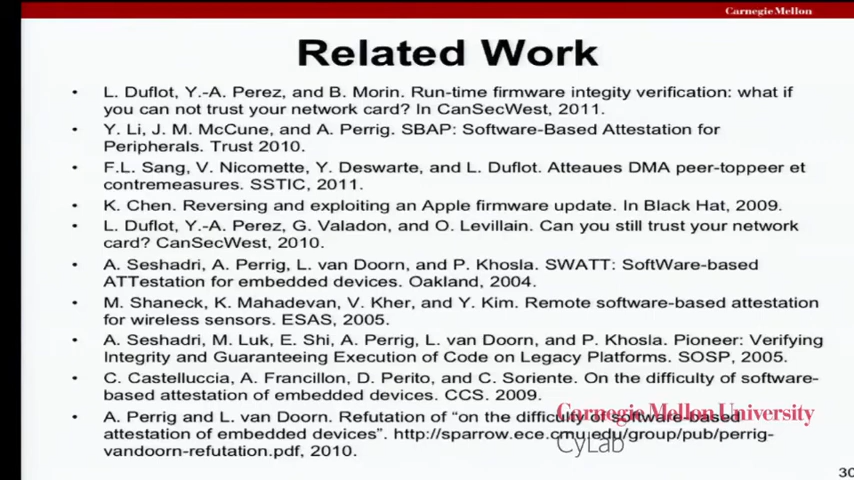 Carnegie Mellon
Related Work
• L. Duflot, Y.-A. Perez, and B. Morin. Run-time firmware integity verification: what if
you can not trust your network card? In CanSecWest, 2011.
• Y. Li, J. M. McCune, and A. Perrig. SBAP: Software-Based Attestation for
Peripherals. Trust 2010.
• F.L. Sang, V. Nicomette, Y. Deswarte, and L. Duflot. Atteaues DMA peer-toppeer et
contremeasures. SSTIC, 2011.
• K. Chen. Reversing and exploiting an Apple firmware update. In Black Hat, 2009.
• L. Duflot, Y.-A. Perez, G. Valadon, and O. Levillain. Can you still trust your network
card? CanSecWest, 2010.
• A. Seshadri, A. Perrig, L. van Doorn, and P. Khosla. SWATT: SoftWare-based
ATTestation for embedded devices. Oakland, 2004.
• M. Shaneck, K. Mahadevan, V. Kher, and Y. Kim. Remote software-based attestation
for wireless sensors. ESAS, 2005.
• A. Seshadri, M. Luk, E. Shi, A. Perrig, L. van Doorn, and P. Khosla. Pioneer: Verifying
Integrity and Guaranteeing Execution of Code on Legacy Platforms. SOSP, 2005.
• C. Castelluccia, A. Francillon, D. Perito, and C. Soriente. On the difficulty of software-
based attestation of embedded devices. CCS. 2009.
• A. Perrig and L. van Doorn. Refutation of “on the difficulty of software-based
attestation of embedded devices”. http://sparrow.ece.cmu.edu/group/pub/perrig-
vandoorn-refutation.pdf, 2010.
Carnegie Mellon University
CyLab
30